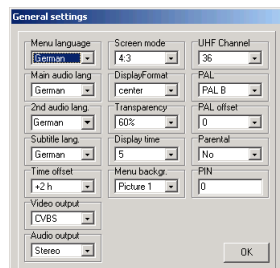 General settings
Menu language
German
Main audio lang
German
2nd audio lang.
German
Subtitle lang.
German
Time offset
+2 h
Video output
CVBS
Audio output
Stereo
Screen mode
4:3
DisplayFormat
center
Transparency
60%
Display time
5
Menu backgr.
Picture 1
UHF Channel
36
PAL
PAL B
PAL offset
0
Parental
No
PIN
0
OK